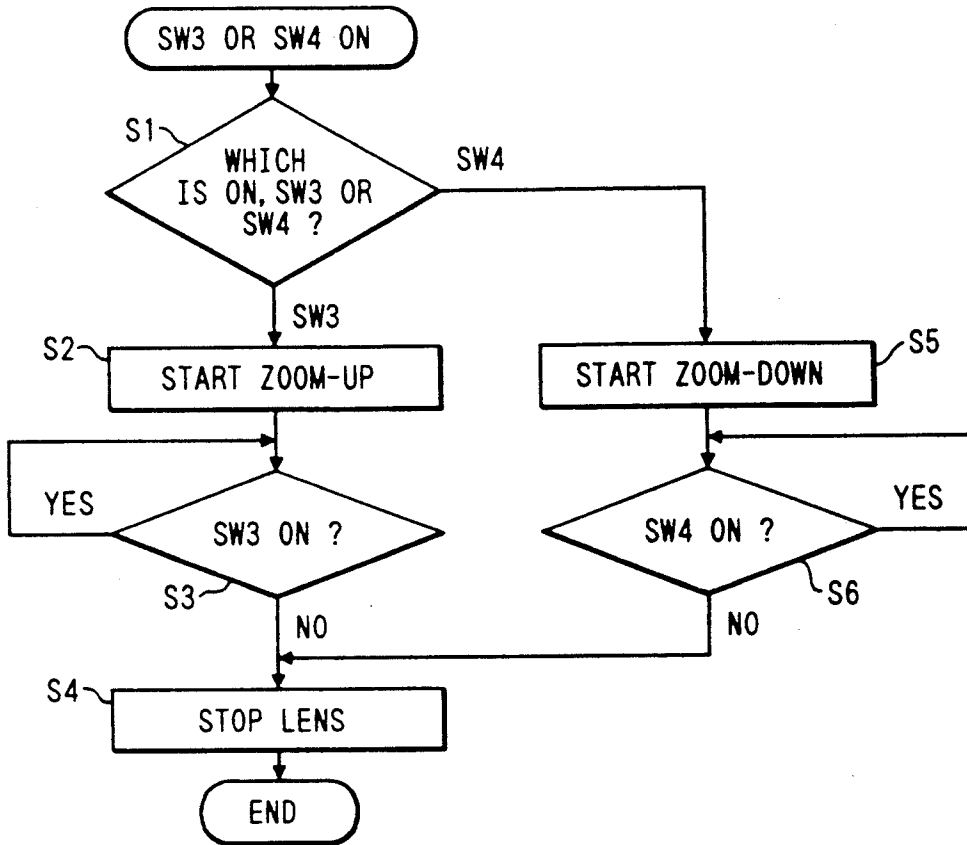 SW3 OR SW4 ON
S1
WHICH
IS ON, SW3 OR
SW4 ?
SW4
SW3
S2
START ZOOM-UP
S5
START ZOOM-DOWN
YES
SW3 ON ?
S3
NO
YES
SW4 ON ?
S6
NO
S4
STOP LENS
END